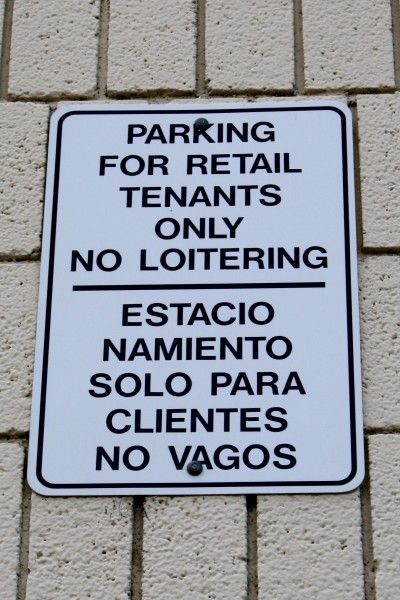 PARKING
FOR RETAIL
TENANTS
ONLY
NO LOITERING
ESTACIO
NAMIENTO
SOLO PARA
CLIENTES
NO VAGOS